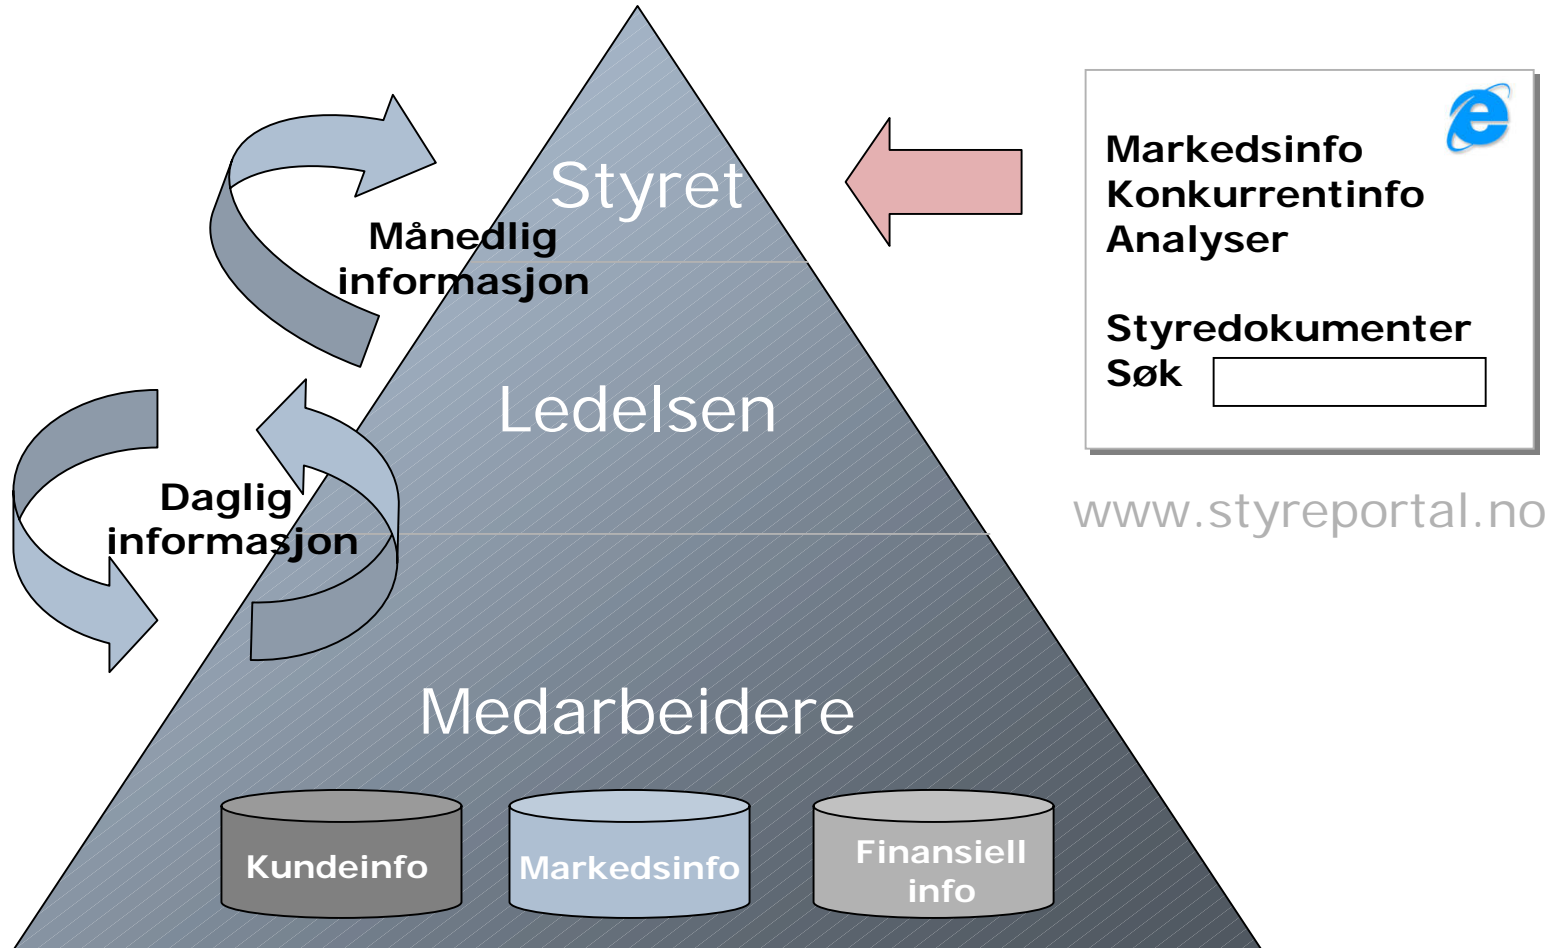 Styret
Månedlig
informasjon
Ledelsen
Daglig
informasjon
Medarbeidere
Kundeinfo
Markedsinfo
Finansiell
info
Markedsinfo
Konkurrentinfo
Analyser
Styredokumenter
Søk
www.styreportal.no